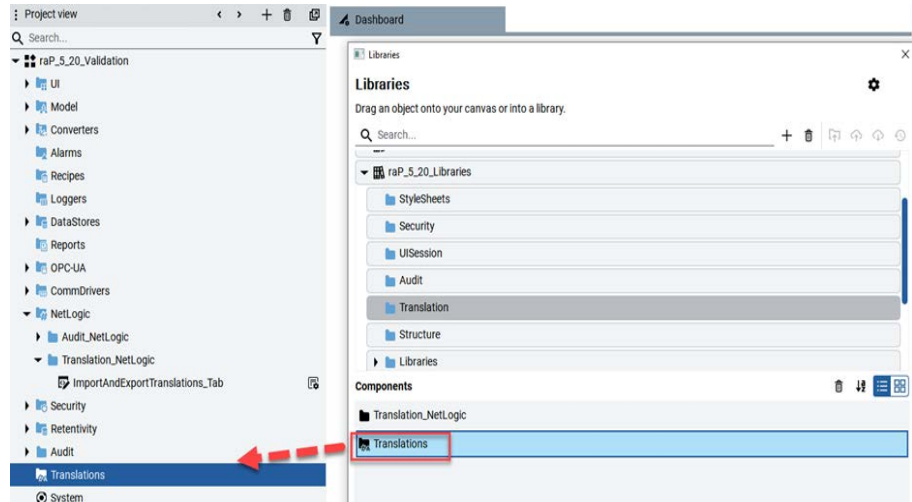 Project view
Search...
raP_5_20_Validation
UI
Model
Converters
Alarms
Recipes
Loggers
DataStores
Reports
OPC-UA
CommDrivers
NetLogic
Audit_NetLogic
Translation_NetLogic
ImportAndExportTranslations_Tab
Security
Retentivity
Audit
Translations
System
Dashboard
Libraries
Libraries
Drag an object onto your canvas or into a library.
Search...
raP_5_20_Libraries
StyleSheets
Security
UISession
Audit
Translation
Structure
Libraries
Components
Translation_NetLogic
Translations